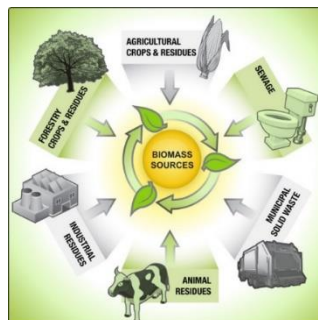 AGRICULTURAL
CROPS & RESIDUES
SEWAGE
MUNICIPAL
SOLID WASTE
ANIMAL
RESIDUES
INDUSTRIAL
RESIDUES
FORESTRY
CROPS & RESIDUES
BIOMASS
SOURCES